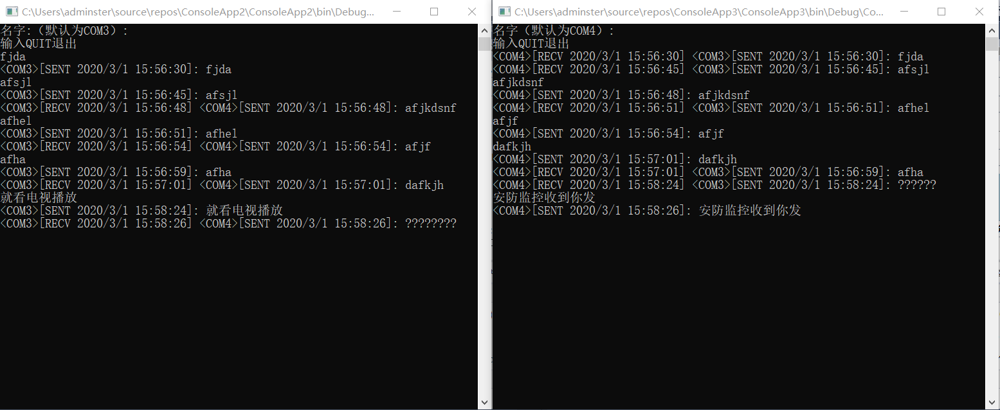 C:\Users\adminster\source\repos\ConsoleApp2\ConsoleApp2\bin\Debug...
名字:（默认为COM3）:
输入QUIT退出
fjda
<COM3>[SENT 2020/3/1 15:56:30]: fjda
afsjl
<COM3>[SENT 2020/3/1 15:56:45]: afsjl
<COM3>[RECV 2020/3/1 15:56:48] <COM4>[SENT 2020/3/1 15:56:48]: afjkdsnf
afhel
<COM3>[SENT 2020/3/1 15:56:51]: afhel
<COM3>[RECV 2020/3/1 15:56:54] <COM4>[SENT 2020/3/1 15:56:54]: afjf
afha
<COM3>[SENT 2020/3/1 15:56:59]: afha
<COM3>[RECV 2020/3/1 15:57:01] <COM4>[SENT 2020/3/1 15:57:01]: dafkjh
就看电视播放
<COM3>[SENT 2020/3/1 15:58:24]: 就看电视播放
<COM3>[RECV 2020/3/1 15:58:26] <COM4>[SENT 2020/3/1 15:58:26]: ????????
C:\Users\adminster\source\repos\ConsoleApp3\ConsoleApp3\bin\Debug\Co...
名字（默认为COM4）:
输入QUIT退出
<COM4>[RECV 2020/3/1 15:56:30] <COM3>[SENT 2020/3/1 15:56:30]: fjda
<COM4>[RECV 2020/3/1 15:56:45] <COM3>[SENT 2020/3/1 15:56:45]: afsjl
afjkdsnf
<COM4>[SENT 2020/3/1 15:56:48]: afjkdsnf
<COM4>[RECV 2020/3/1 15:56:51] <COM3>[SENT 2020/3/1 15:56:51]: afhel
afjf
<COM4>[SENT 2020/3/1 15:56:54]: afjf
dafkjh
<COM4>[SENT 2020/3/1 15:57:01]: dafkjh
<COM4>[RECV 2020/3/1 15:57:01] <COM3>[SENT 2020/3/1 15:56:59]: afha
<COM4>[RECV 2020/3/1 15:58:24] <COM3>[SENT 2020/3/1 15:58:24]: ??????
安防监控收到你发
<COM4>[SENT 2020/3/1 15:58:26]: 安防监控收到你发